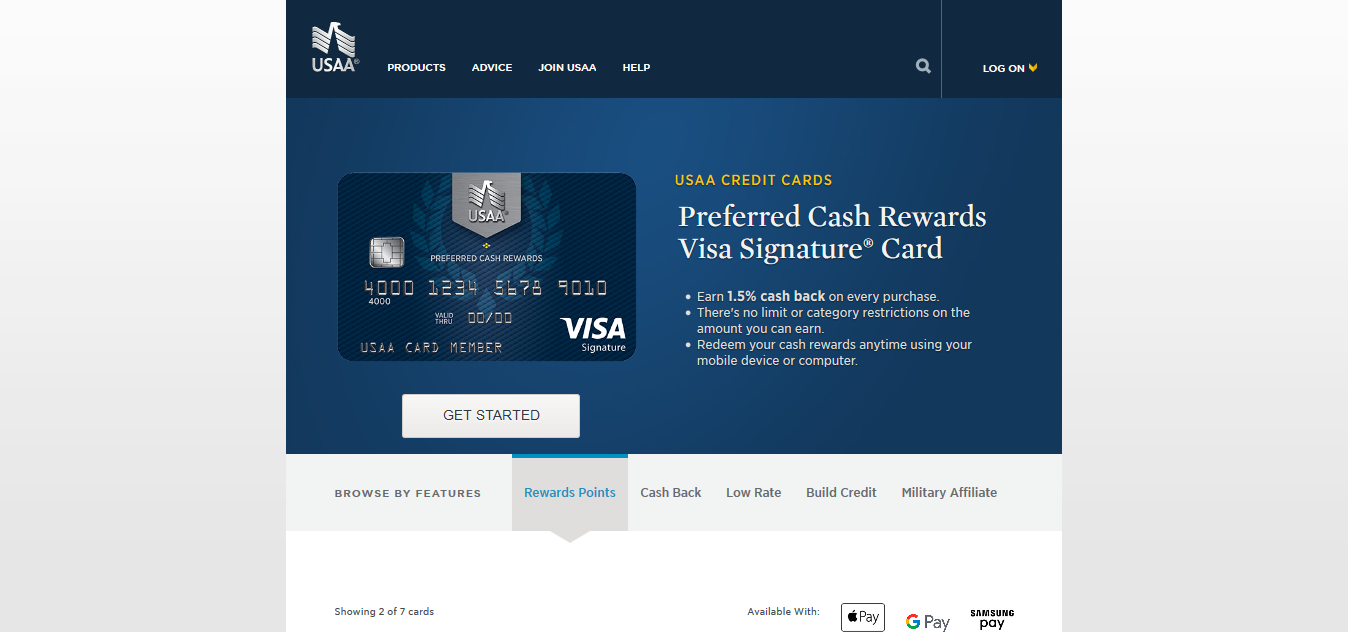 USAA®
PRODUCTS
ADVICE
JOIN USAA
HELP
LOG ON
USAA®
PREFERRED CASH REWARDS
4000 1234 5678 9010
4000
VALID
THRU
00/00
VISA
Signature
USAA CARD MEMBER
GET STARTED
USAA CREDIT CARDS
Preferred Cash Rewards
Visa Signature® Card
• Earn 1.5% cash back on every purchase.
• There's no limit or category restrictions on the
amount you can earn.
• Redeem your cash rewards anytime using your
mobile device or computer.
BROWSE BY FEATURES
Rewards Points
Cash Back
Low Rate
Build Credit
Military Affiliate
Showing 2 of 7 cards
Available With:
Pay
G Pay
SAMSUNG
pay